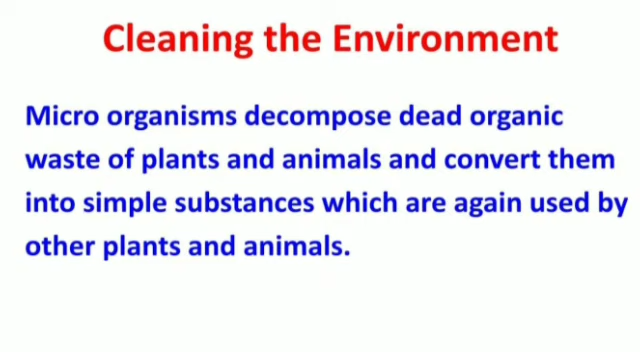 Cleaning the Environment
Micro organisms decompose dead organic
waste of plants and animals and convert them
into simple substances which are again used by
other plants and animals.